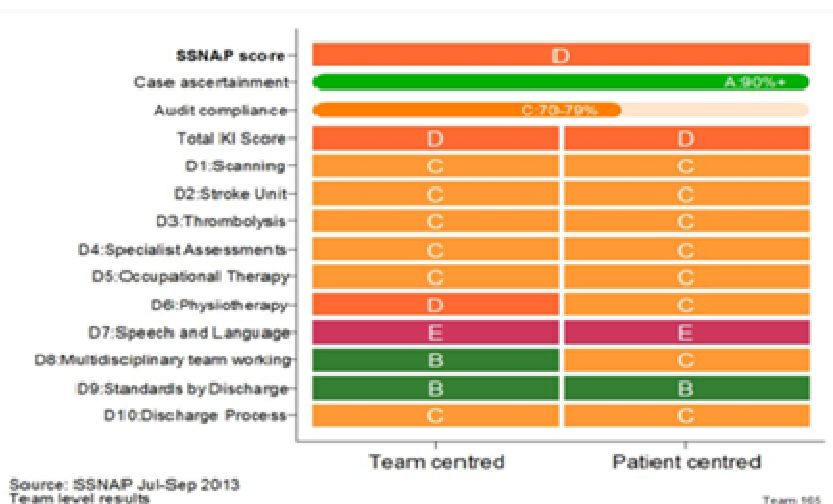 SSNAP score D
Case ascertainment A:90%+
Audit compliance C:70-79%
Total KI Score D D
D1:Scanning C C
D2:Stroke Unit C C
D3:Thrombolysis C C
D4:Specialist Assessments C C
D5:Occupational Therapy C C
D6:Physiotherapy D C
D7:Speech and Language E E
D8:Multidisciplinary team working B C
D9:Standards by Discharge B B
D10:Discharge Process C C
Team centred Patient centred
Source: SSNAP Jul-Sep 2013
Team level results
Team:165